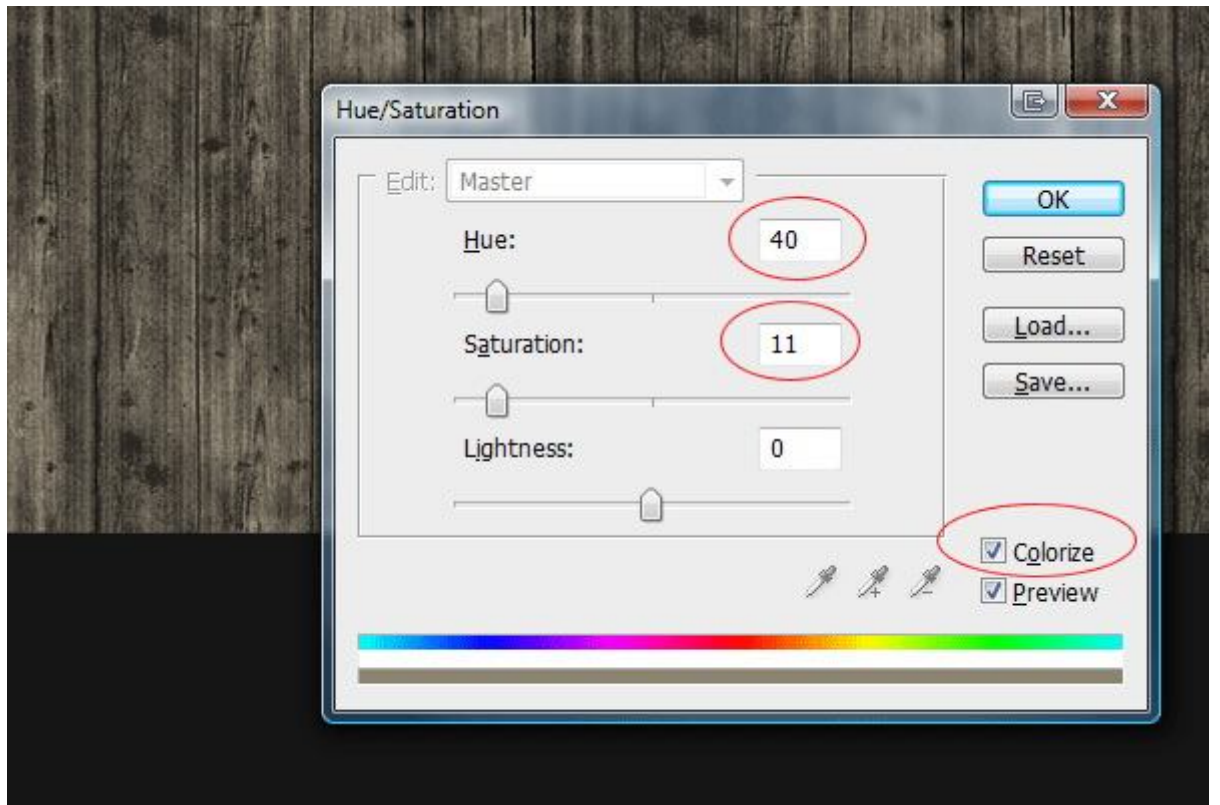 Hue/Saturation
Edit: Master
Hue: 40
Saturation: 11
Lightness: 0
OK
Reset
Load...
Save...
Colorize
Preview